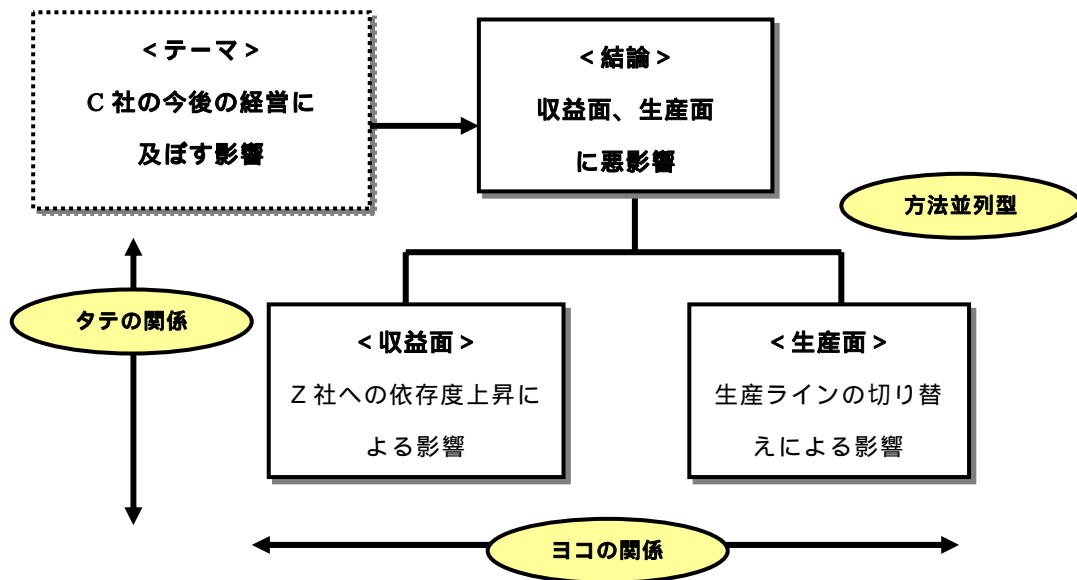 ＜テーマ＞
Ｃ社の今後の経営に
及ぼす影響
＜結論＞
収益面、生産面
に悪影響
方法並列型
タテの関係
＜収益面＞
Ｚ社への依存度上昇に
よる影響
＜生産面＞
生産ラインの切り替
えによる影響
ヨコの関係